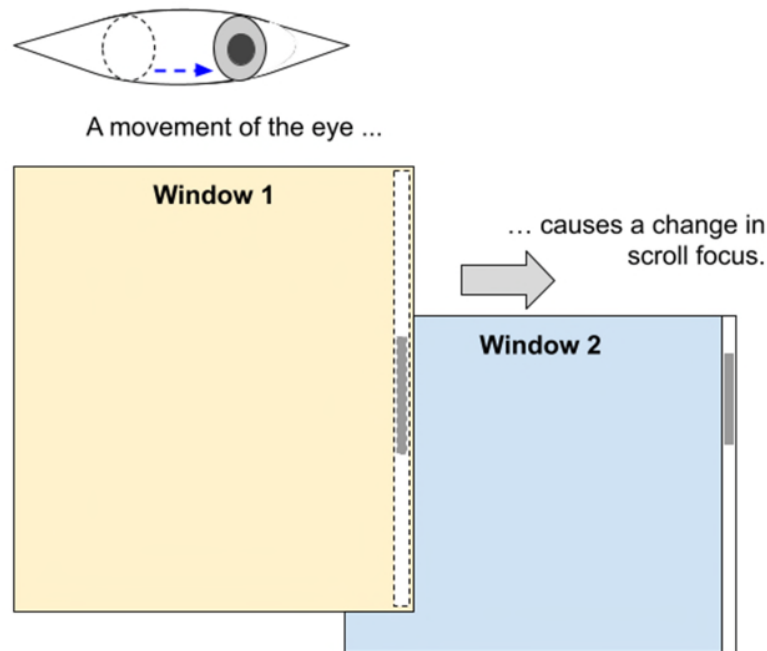 A movement of the eye ...
Window 1
... causes a change in
scroll focus.
Window 2